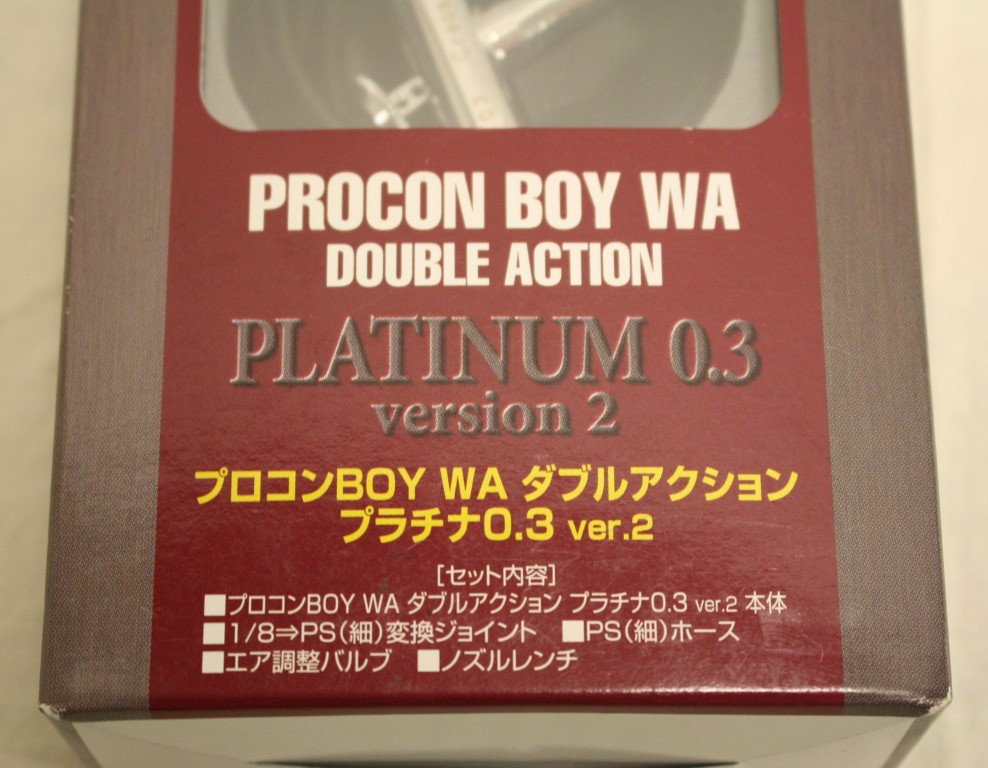 PROCON BOY WA
DOUBLE ACTION
PLATINUM 0.3
version 2
プロコンBOY WA ダブルアクション
プラチナ0.3 ver.2
[セット内容]
■プロコンBOY WA ダブルアクション プラチナ0.3 ver.2 本体
■1/8⇒PS(細)変換ジョイント ■PS(細)ホース
■エア調整バルブ ■ノズルレンチ